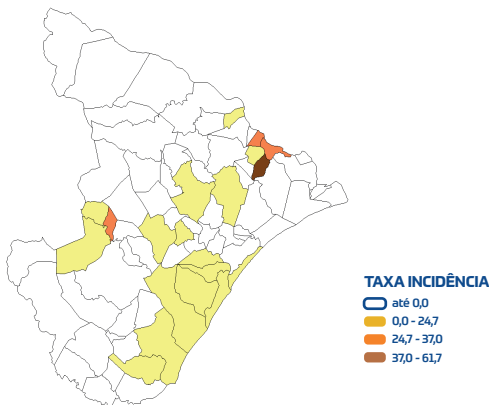 TAXA INCIDÊNCIA
até 0,0
0,0 - 24,7
24,7 - 37,0
37,0 - 61,7